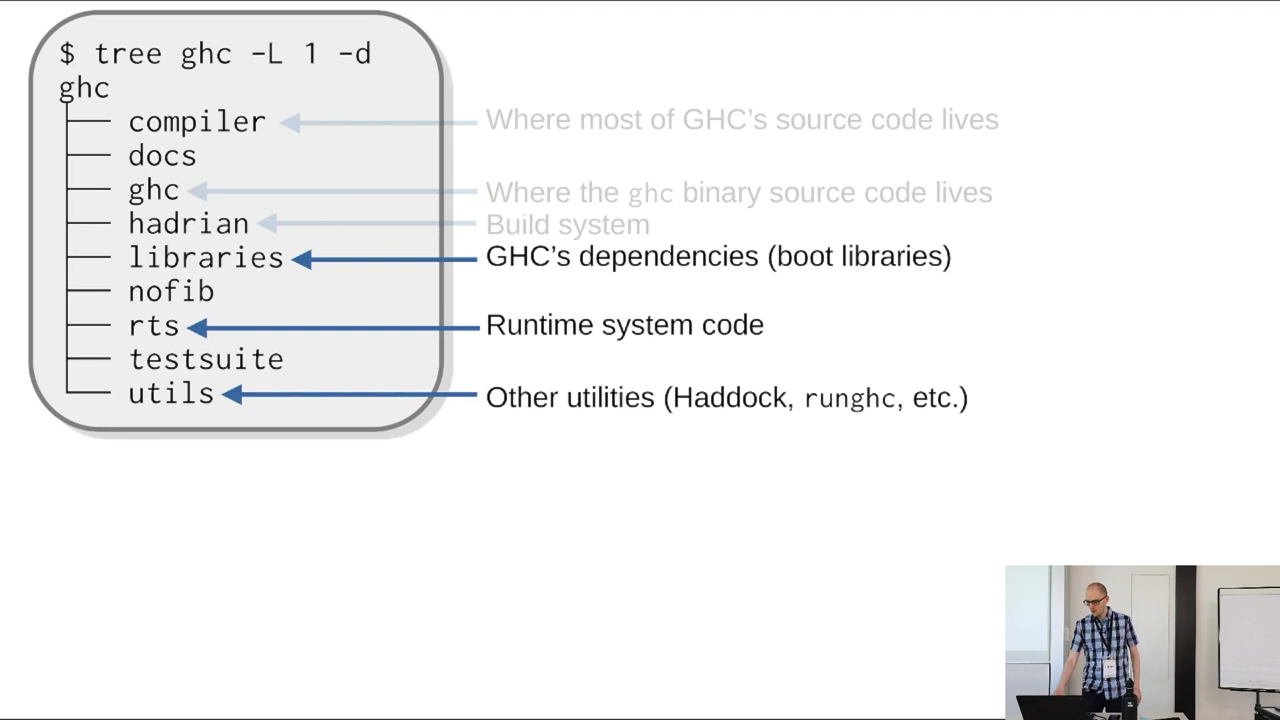 $ tree ghc -L 1 -d
ghc
compiler
Where most of GHC's source code lives
docs
ghc
Where the ghc binary source code lives
hadrian
Build system
libraries
GHC's dependencies (boot libraries)
nofib
rts
Runtime system code
testsuite
utils
Other utilities (Haddock, runghc, etc.)